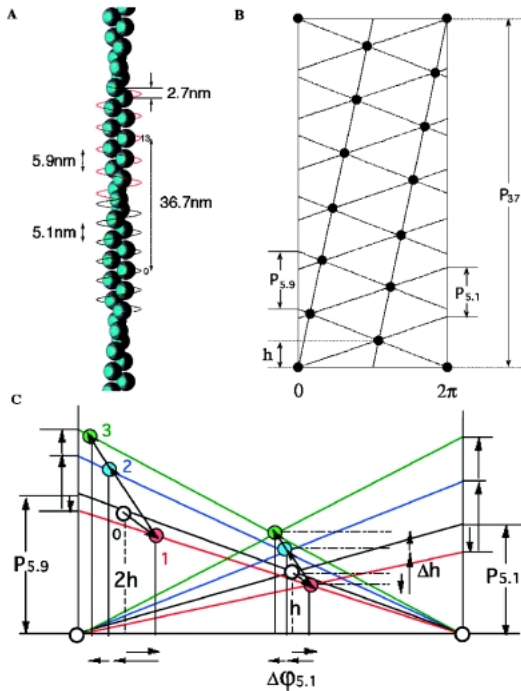 A
2.7nm
13
5.9nm
36.7nm
5.1nm
0
B
P37
P5.9
P5.1
h
0
2π
C
3
2
0
1
P5.9
2h
h
Δh
P5.1
Δφ5.1